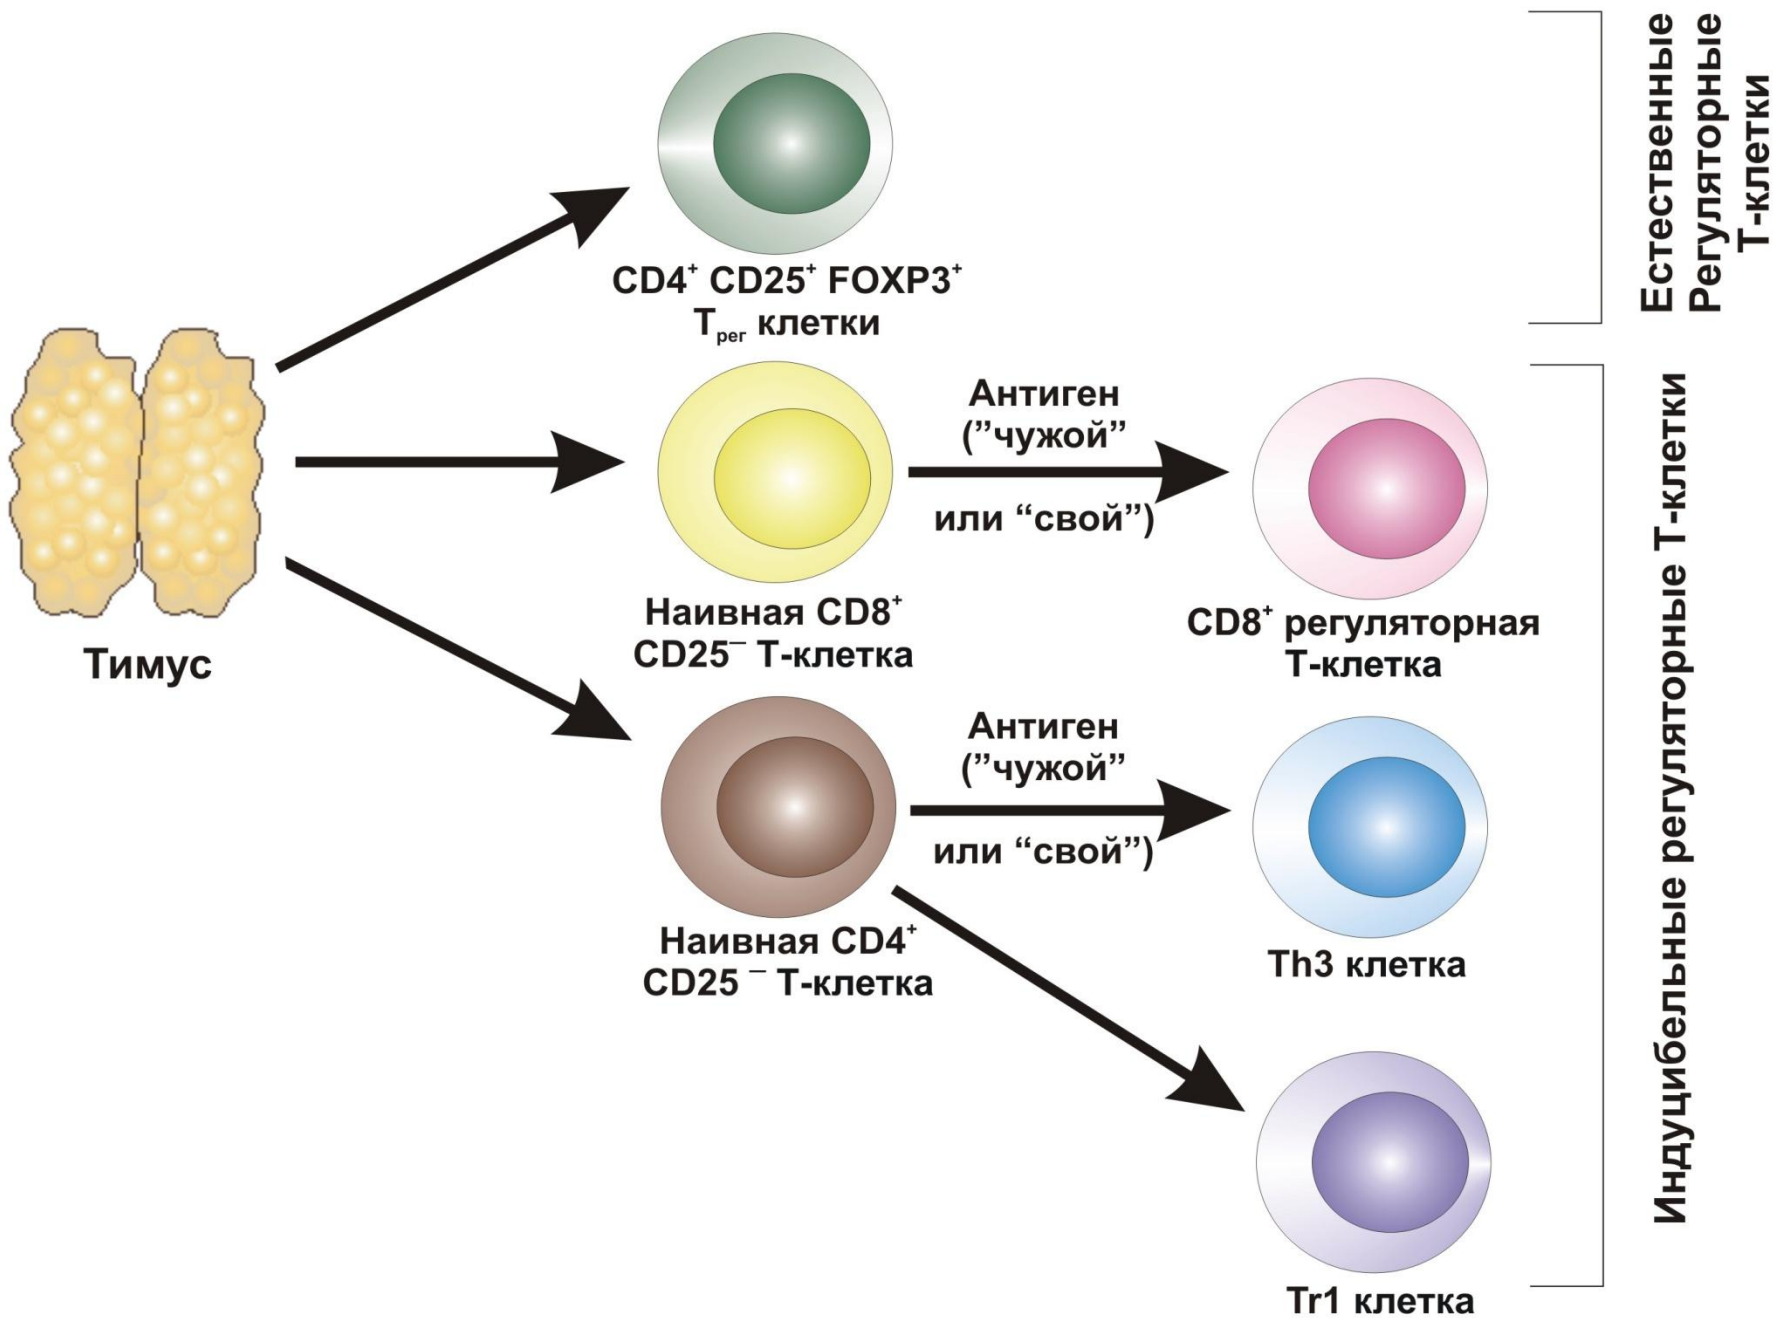 CD4⁺ CD25⁺ FOXP3⁺
Tрег клетки
Естественные
Регуляторные
Т-клетки
Тимус
Наивная CD8⁺
CD25⁻ Т-клетка
Антиген
(”чужой”
или “свой”)
CD8⁺ регуляторная
Т-клетка
Наивная CD4⁺
CD25 ⁻ Т-клетка
Антиген
(”чужой”
или “свой”)
Th3 клетка
Tr1 клетка
Индуцибельные регуляторные Т-клетки